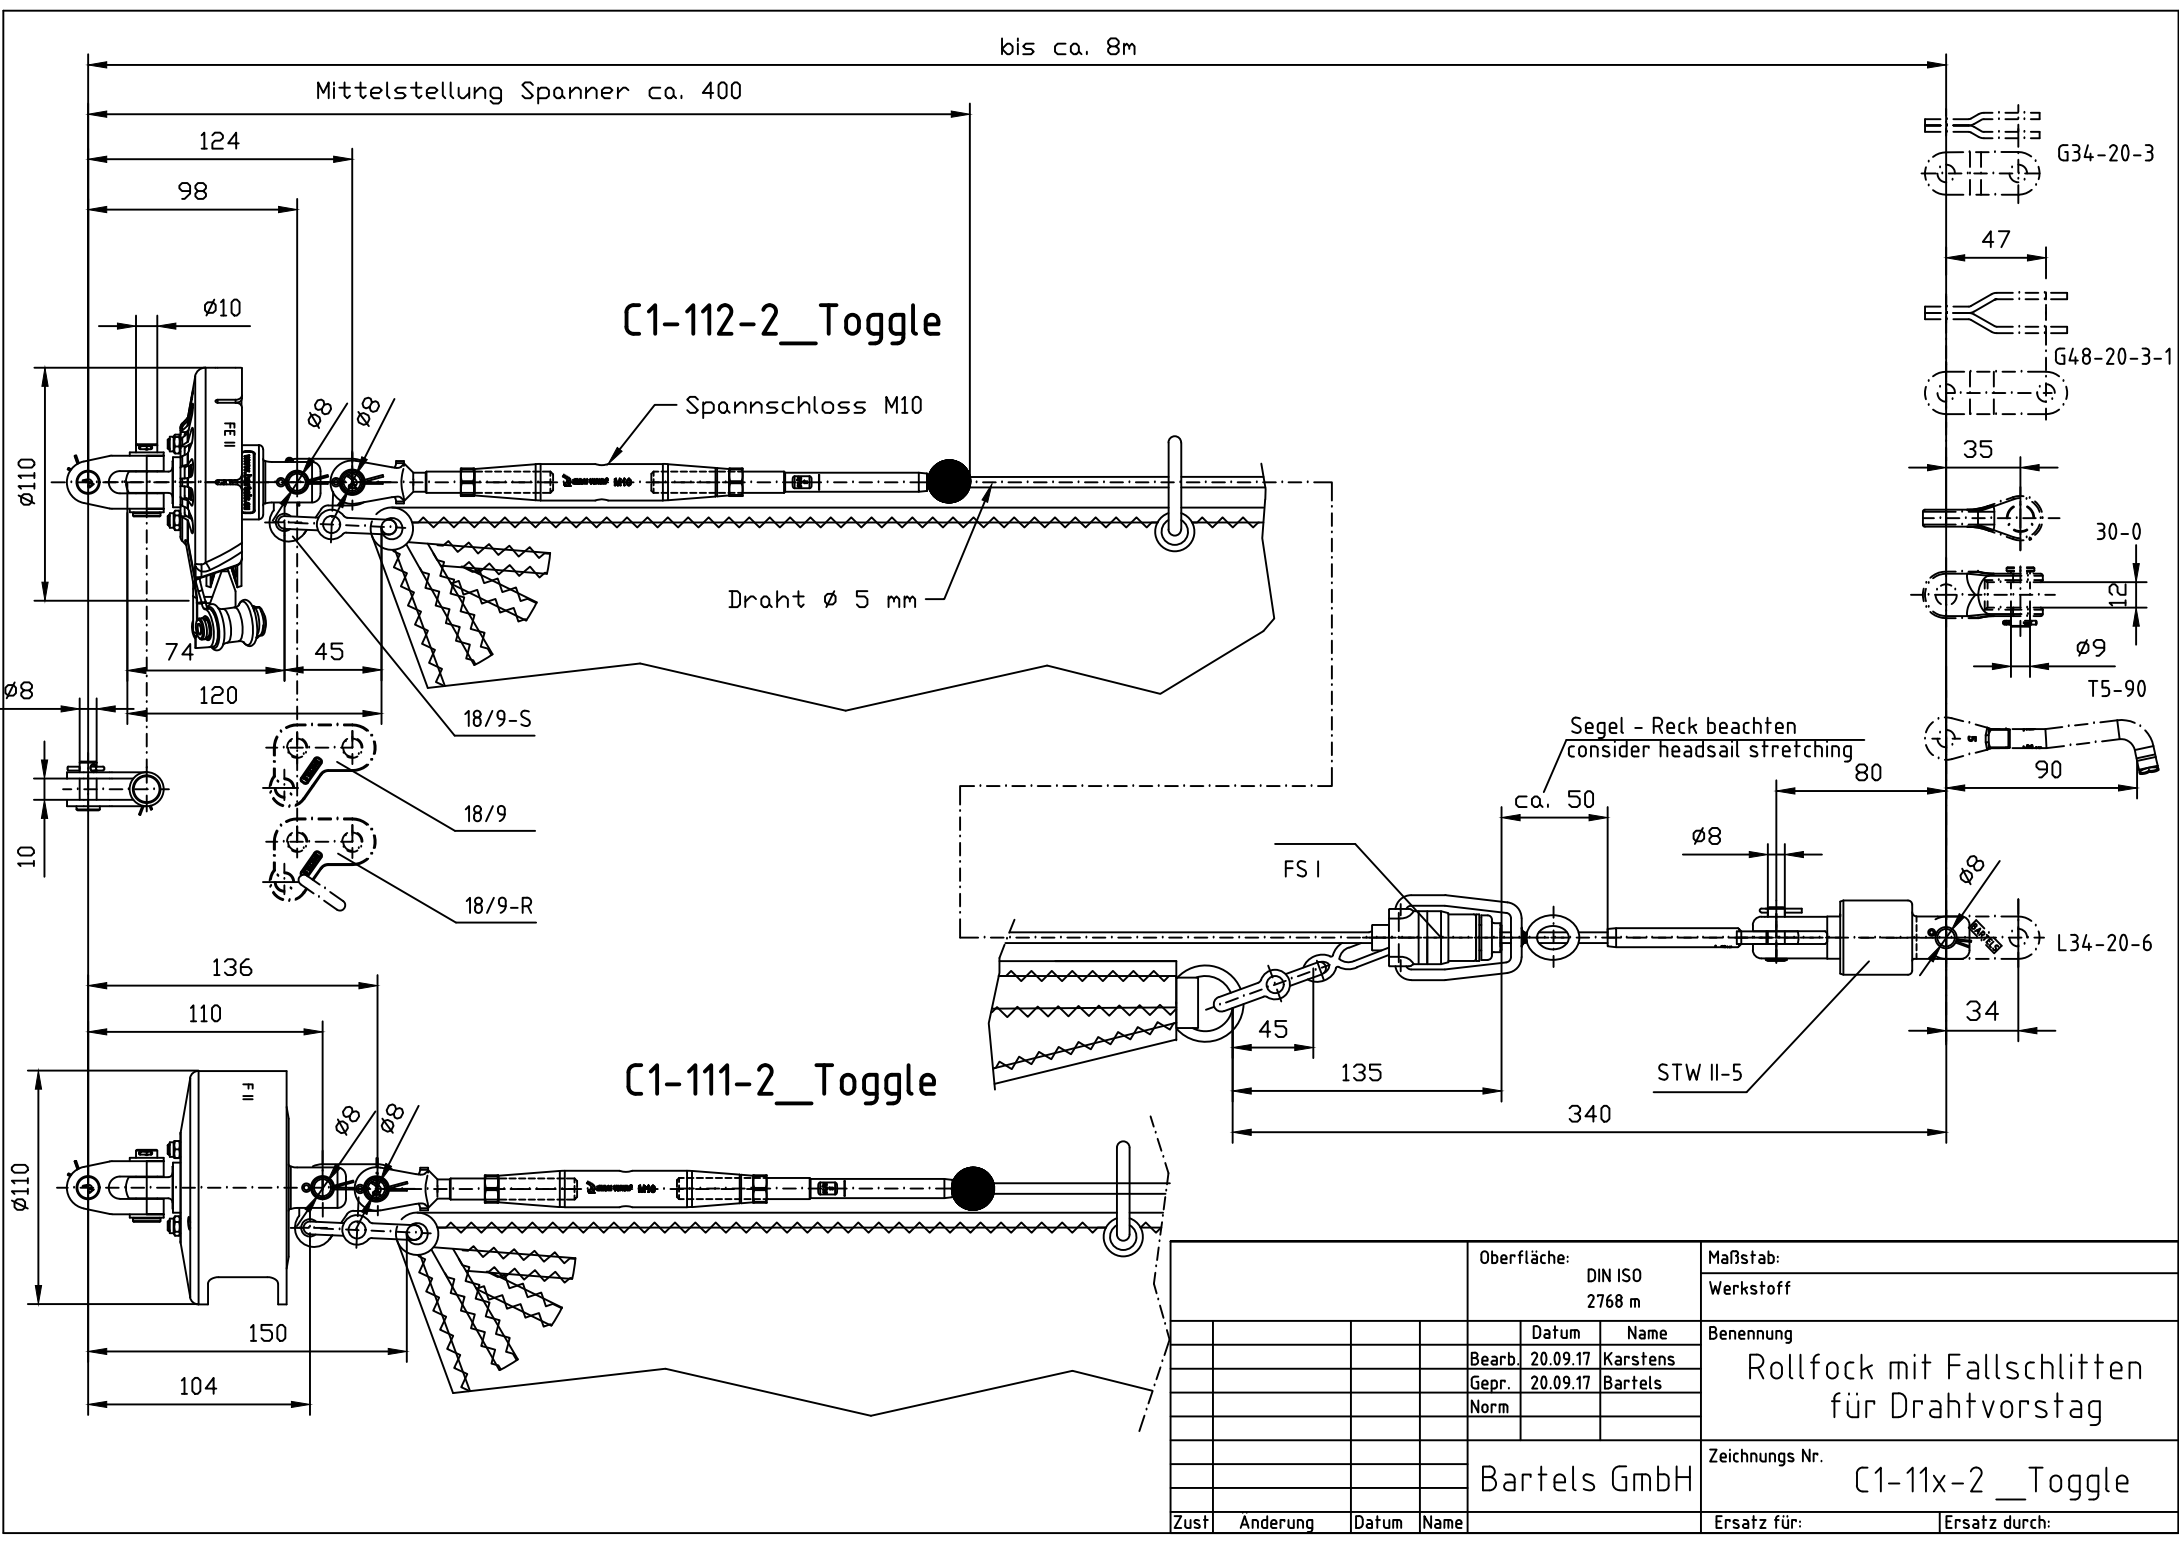 bis ca. 8m
Mittelstellung Spanner ca. 400
124
98
G34-20-3
47
ø10
C1-112-2__Toggle
G48-20-3-1
ø8
ø8
Spannschloss M10
FE II
35
ø110
M10
30-0
12
Draht ø 5 mm
ø9
74
45
T5-90
ø8
120
18/9-S
Segel - Reck beachten
consider headsail stretching
5
80
90
ca. 50
18/9
ø8
10
FS I
ø8
18/9-R
BARTELS
L34-20-6
136
110
34
45
C1-111-2__Toggle
135
STW II-5
F II
340
ø8
ø8
ø110
M10
150
104
Oberfläche:
DIN ISO
2768 m
Maßstab:
Werkstoff
Datum
Name
Benennung
Bearb.
20.09.17
Karstens
Rollfock mit Fallschlitten
Gepr.
20.09.17
Bartels
für Drahtvorstag
Norm
Zeichnungs Nr.
Bartels GmbH
C1-11x-2 __Toggle
Zust
Änderung
Datum
Name
Ersatz für:
Ersatz durch: